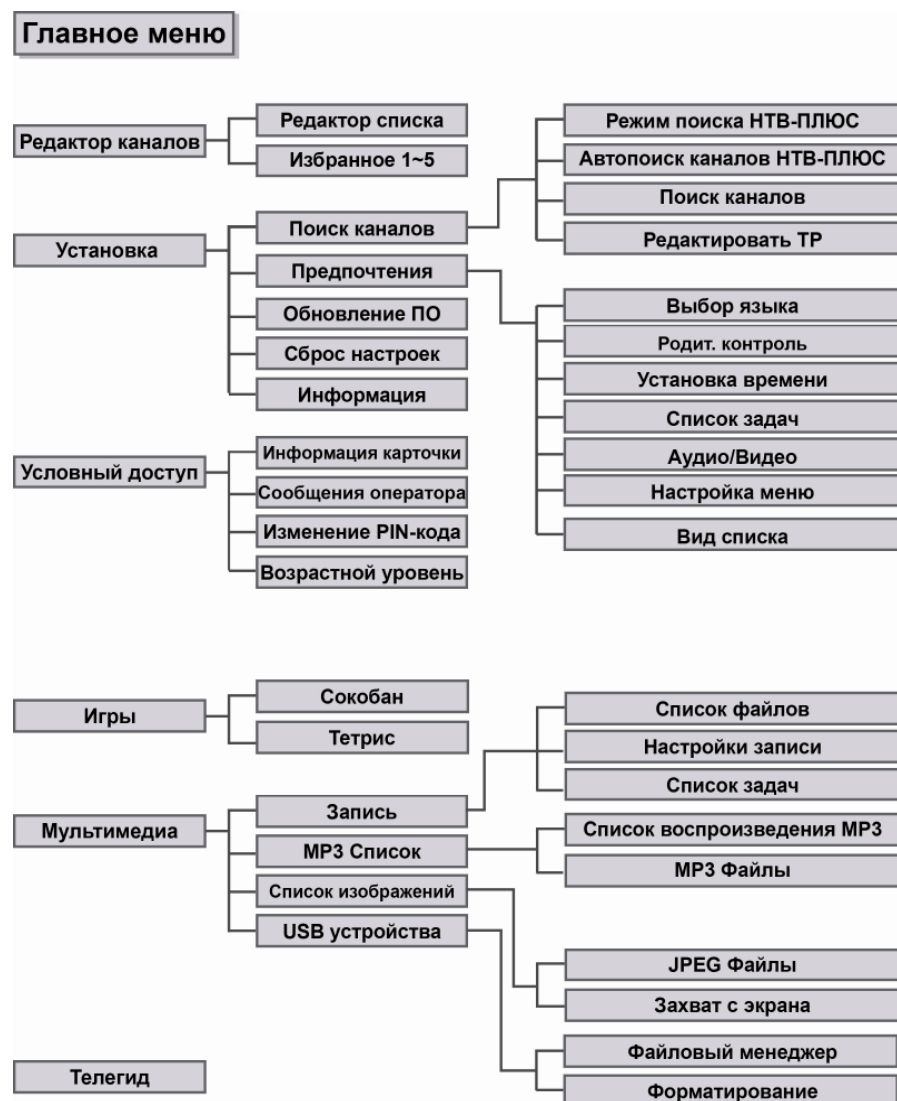 Главное меню
Редактор каналов
Редактор списка
Избранное 1~5
Установка
Поиск каналов
Режим поиска НТВ-ПЛЮС
Автопоиск каналов НТВ-ПЛЮС
Поиск каналов
Редактировать TP
Предпочтения
Выбор языка
Родит. контроль
Установка времени
Список задач
Аудио/Видео
Настройка меню
Вид списка
Обновление ПО
Сброс настроек
Информация
Условный доступ
Информация карточки
Сообщения оператора
Изменение PIN-кода
Возрастной уровень
Игры
Сокобан
Тетрис
Мультимедиа
Запись
Список файлов
Настройки записи
Список задач
MP3 Список
Список воспроизведения MP3
MP3 Файлы
Список изображений
JPEG Файлы
Захват с экрана
USB устройства
Файловый менеджер
Форматирование
Телегид